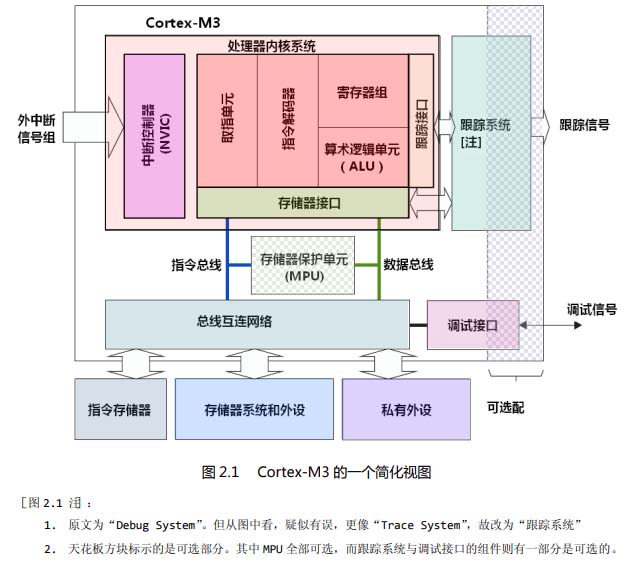 Cortex-M3
处理器内核系统
外中断
信号组
中断控制器
(NVIC)
取指单元
指令解码器
寄存器组
算术逻辑单元
( ALU )
跟踪接口
跟踪系统
[注]
跟踪信号
存储器接口
指令总线
存储器保护单元
(MPU)
数据总线
总线互连网络
调试接口
调试信号
指令存储器
存储器系统和外设
私有外设
可选配
图 2.1 Cortex-M3 的一个简化视图
[图 2.1 注]：
1. 原文为“Debug System”。但从图中看，疑似有误，更像“Trace System”，故改为“跟踪系统”
2. 天花板方块标示的是可选部分。其中 MPU 全部可选，而跟踪系统与调试接口的组件则有一部分是可选的。